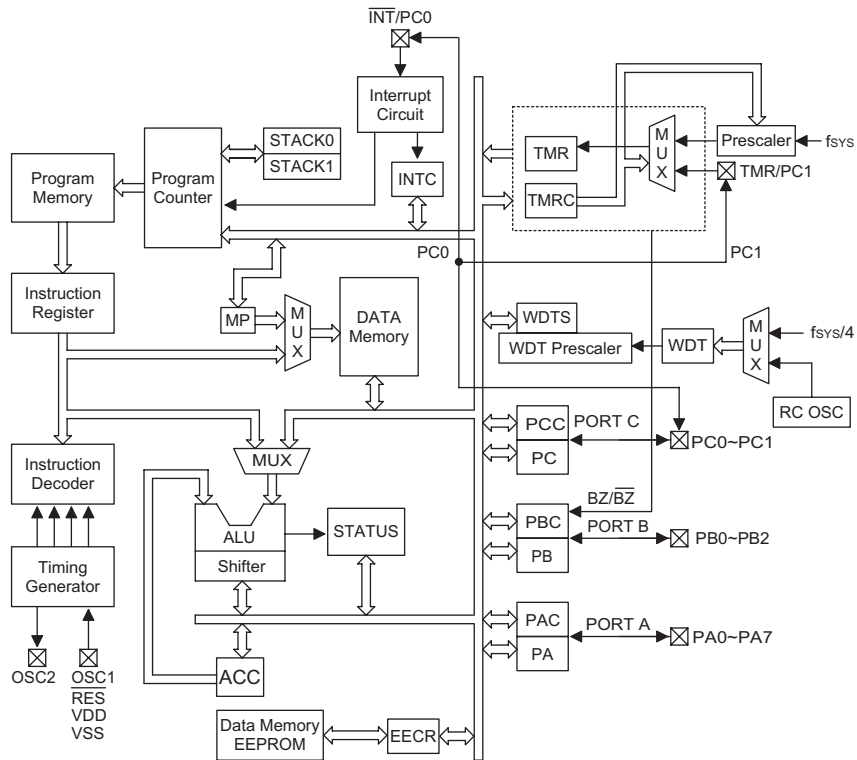 INT/PC0
Interrupt
Circuit
STACK0
STACK1
INTC
Program
Memory
Program
Counter
TMR
TMRC
M
U
X
Prescaler
fSYS
TMR/PC1
PC0
PC1
Instruction
Register
MP
M
U
X
DATA
Memory
WDTS
WDT Prescaler
WDT
M
U
X
fSYS/4
RC OSC
PCC
PC
PORT C
PC0~PC1
Instruction
Decoder
MUX
ALU
Shifter
STATUS
BZ/BZ
PBC
PB
PORT B
PB0~PB2
Timing
Generator
PAC
PA
PORT A
PA0~PA7
OSC2
OSC1
RES
VDD
VSS
ACC
Data Memory
EEPROM
EECR